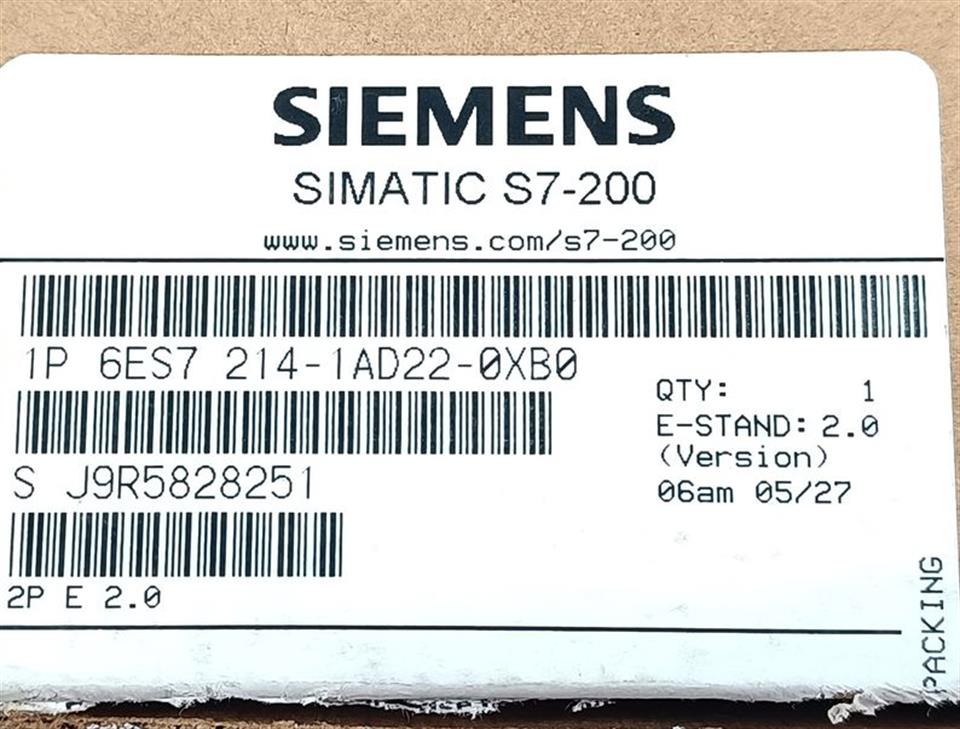 SIEMENS
SIMATIC S7-200
www.siemens.com/s7-200
1P 6ES7 214-1AD22-0XB0
QTY: 1
E-STAND: 2.0
(Version)
S J9R5828251
06am 05/27
2P E 2.0
PACKING